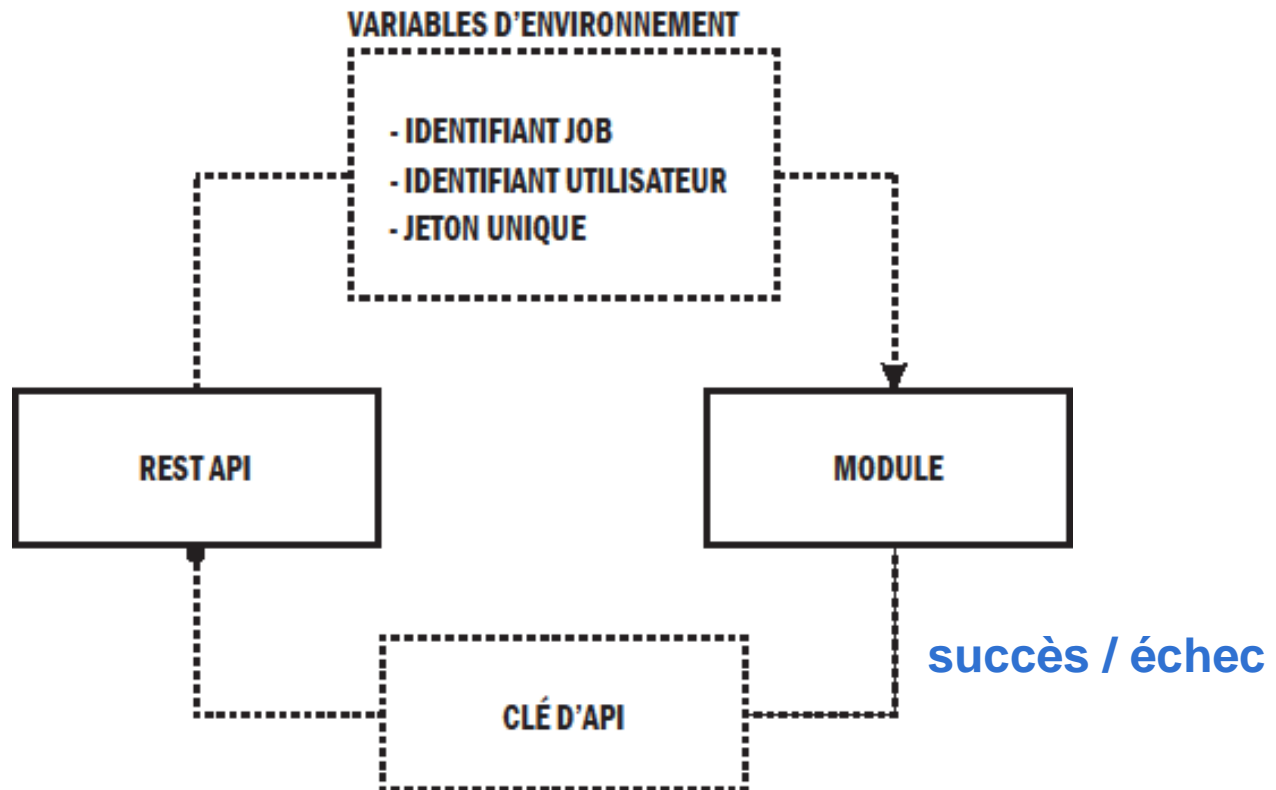 VARIABLES D’ENVIRONNEMENT
- IDENTIFIANT JOB
- IDENTIFIANT UTILISATEUR
- JETON UNIQUE
REST API
MODULE
succès / échec
CLÉ D’API